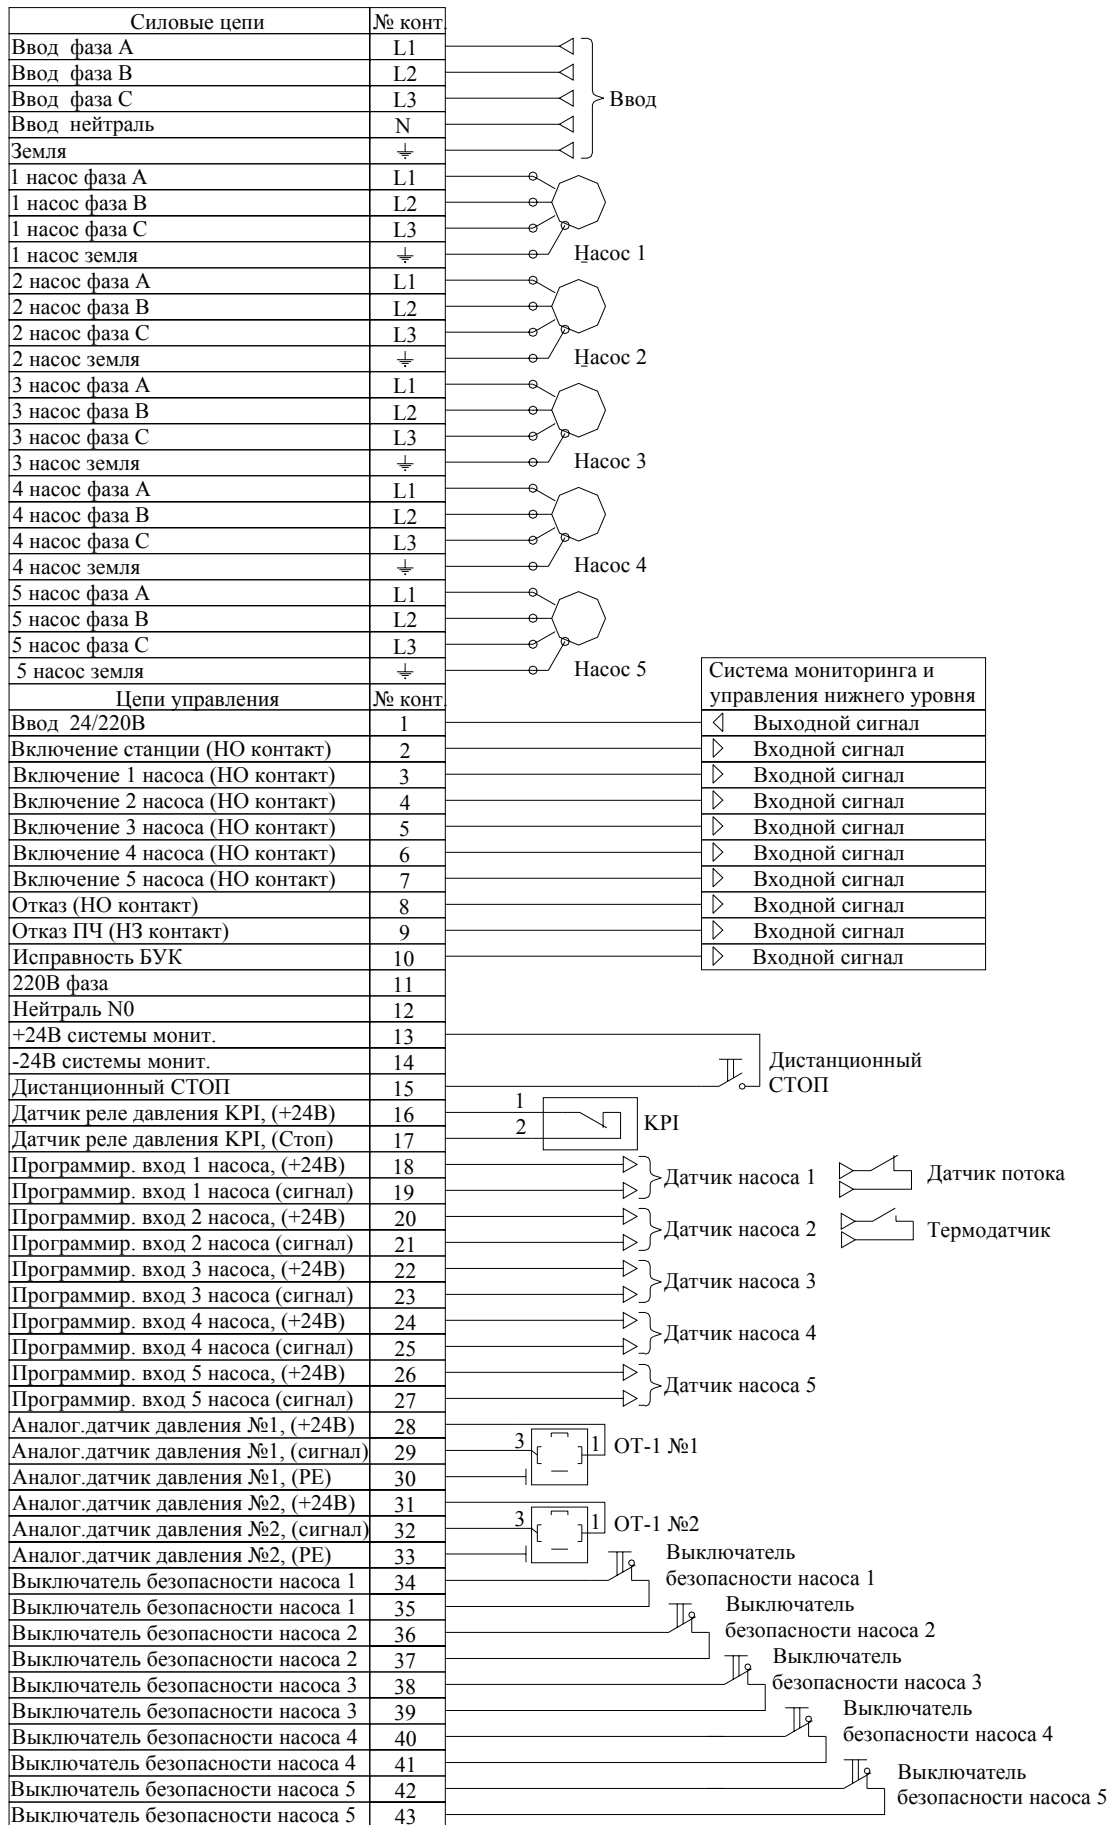 Силовые цепи № конт.
Ввод фаза A L1
Ввод фаза B L2
Ввод фаза C L3 Ввод
Ввод нейтраль N
Земля
1 насос фаза A L1
1 насос фаза B L2
1 насос фаза C L3
1 насос земля Насос 1
2 насос фаза A L1
2 насос фаза B L2
2 насос фаза C L3
2 насос земля Насос 2
3 насос фаза A L1
3 насос фаза B L2
3 насос фаза C L3
3 насос земля Насос 3
4 насос фаза A L1
4 насос фаза B L2
4 насос фаза C L3
4 насос земля Насос 4
5 насос фаза A L1
5 насос фаза B L2
5 насос фаза C L3
5 насос земля Насос 5
Система мониторинга и
управления нижнего уровня
Цепи управления № конт.
Ввод 24/220В 1 Выходной сигнал
Включение станции (НО контакт) 2 Входной сигнал
Включение 1 насоса (НО контакт) 3 Входной сигнал
Включение 2 насоса (НО контакт) 4 Входной сигнал
Включение 3 насоса (НО контакт) 5 Входной сигнал
Включение 4 насоса (НО контакт) 6 Входной сигнал
Включение 5 насоса (НО контакт) 7 Входной сигнал
Отказ (НО контакт) 8 Входной сигнал
Отказ ПЧ (НЗ контакт) 9 Входной сигнал
Исправность БУК 10 Входной сигнал
220В фаза 11
Нейтраль N0 12
+24В системы монит. 13
-24В системы монит. 14
Дистанционный СТОП 15
Дистанционный
СТОП
Датчик реле давления KPI, (+24В) 16 1
Датчик реле давления KPI, (Стоп) 17 2
KPI
Программир. вход 1 насоса, (+24В) 18
Программир. вход 1 насоса (сигнал) 19
Датчик насоса 1 Датчик потока
Программир. вход 2 насоса, (+24В) 20
Программир. вход 2 насоса (сигнал) 21
Датчик насоса 2 Термодатчик
Программир. вход 3 насоса, (+24В) 22
Программир. вход 3 насоса (сигнал) 23
Датчик насоса 3
Программир. вход 4 насоса, (+24В) 24
Программир. вход 4 насоса (сигнал) 25
Датчик насоса 4
Программир. вход 5 насоса, (+24В) 26
Программир. вход 5 насоса (сигнал) 27
Датчик насоса 5
Аналог.датчик давления №1, (+24В) 28
Аналог.датчик давления №1, (сигнал) 29 3 1 ОТ-1 №1
Аналог.датчик давления №1, (PE) 30
Аналог.датчик давления №2, (+24В) 31
Аналог.датчик давления №2, (сигнал) 32 3 1 ОТ-1 №2
Аналог.датчик давления №2, (PE) 33
Выключатель безопасности насоса 1 34
Выключатель
безопасности насоса 1
Выключатель безопасности насоса 1 35
Выключатель безопасности насоса 2 36
Выключатель
безопасности насоса 2
Выключатель безопасности насоса 2 37
Выключатель безопасности насоса 3 38
Выключатель
безопасности насоса 3
Выключатель безопасности насоса 3 39
Выключатель безопасности насоса 4 40
Выключатель
безопасности насоса 4
Выключатель безопасности насоса 4 41
Выключатель безопасности насоса 5 42
Выключатель
безопасности насоса 5
Выключатель безопасности насоса 5 43